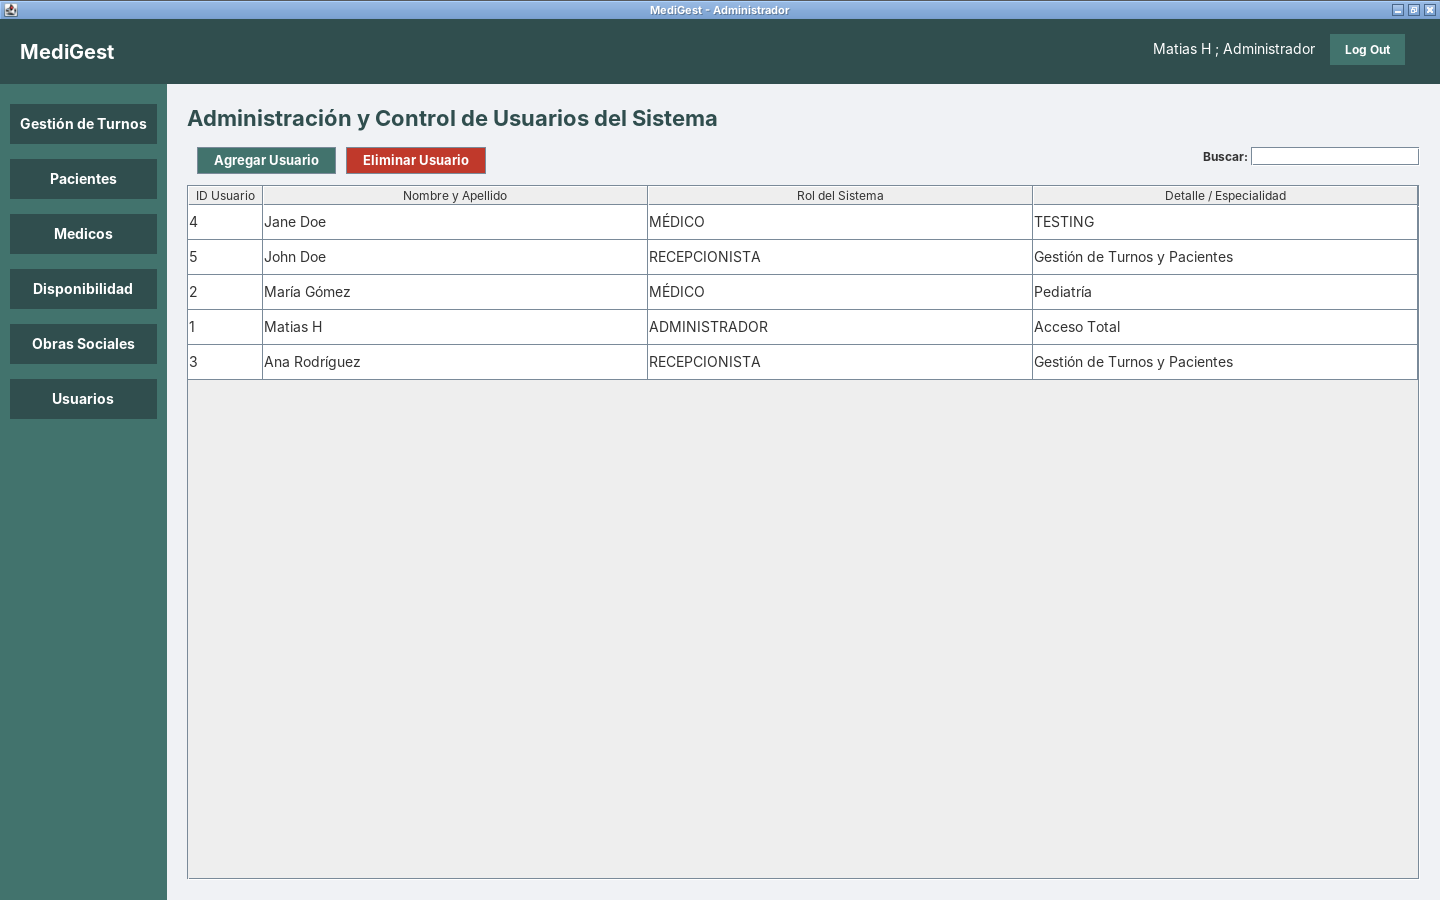 MediGest - Administrador
MediGest
Matias H ; Administrador
Log Out
Gestión de Turnos
Pacientes
Medicos
Disponibilidad
Obras Sociales
Usuarios
Administración y Control de Usuarios del Sistema
Agregar Usuario
Eliminar Usuario
Buscar:
ID Usuario Nombre y Apellido Rol del Sistema Detalle / Especialidad
4 Jane Doe MÉDICO TESTING
5 John Doe RECEPCIONISTA Gestión de Turnos y Pacientes
2 María Gómez MÉDICO Pediatría
1 Matias H ADMINISTRADOR Acceso Total
3 Ana Rodríguez RECEPCIONISTA Gestión de Turnos y Pacientes